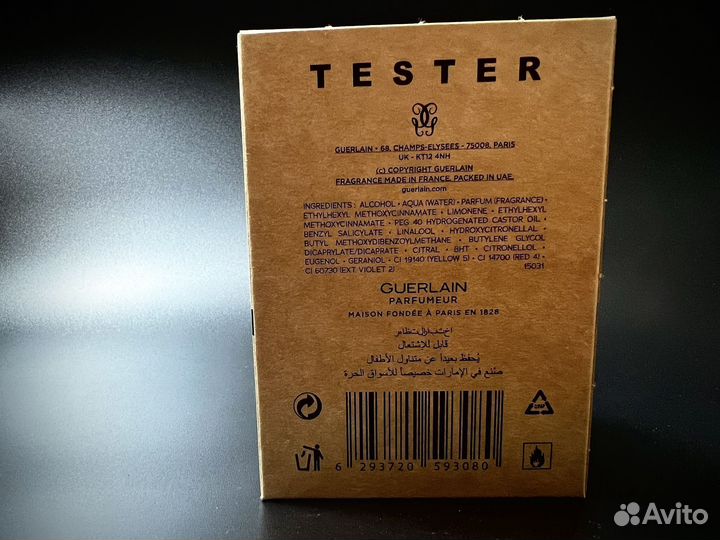 TESTER
GUERLAIN - 68, CHAMPS-ELYSEES - 75008, PARIS
UK - KT12 4NH
(c) COPYRIGHT GUERLAIN
FRAGRANCE MADE IN FRANCE, PACKED IN UAE.
guerlain.com
INGREDIENTS : ALCOHOL • AQUA (WATER) • PARFUM (FRAGRANCE) •
ETHYLHEXYL METHOXYCINNAMATE • LIMONENE • ETHYLHEXYL
METHOXYCINNAMATE • PEG 40 HYDROGENATED CASTOR OIL •
BENZYL SALICYLATE • LINALOOL • HYDROXYCITRONELLAL •
BUTYL METHOXYDIBENZOYLMETHANE • BUTYLENE GLYCOL
DICAPRYLATE/DICAPRATE • CITRAL • BHT • CITRONELLOL •
EUGENOL • GERANIOL • CI 19140 (YELLOW 5) • CI 14700 (RED 4) •
CI 60730 (EXT. VIOLET 2) 15031
GUERLAIN
PARFUMEUR
MAISON FONDÉE À PARIS EN 1828
قابل للإشتعال
يُحفظ بعيداً عن متناول الأطفال
صنع في الإمارات خصيصاً للأسواق الحرة
6 293720 593080
Avito